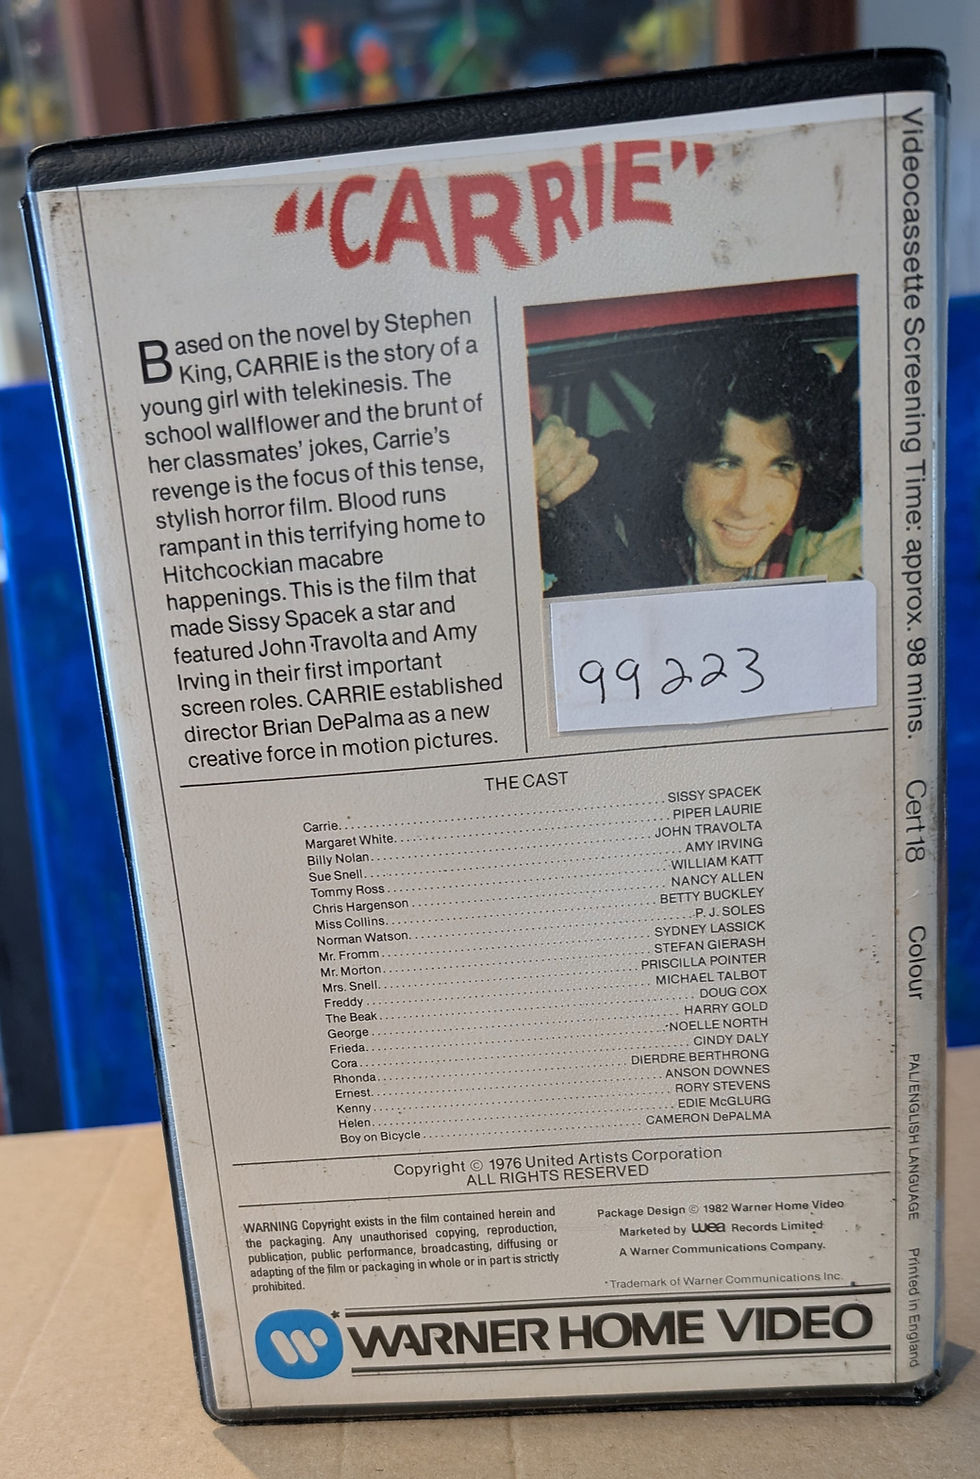 “CARRIE”
Based on the novel by Stephen
King, CARRIE is the story of a
young girl with telekinesis. The
school wallflower and the brunt of
her classmates’ jokes, Carrie’s
revenge is the focus of this tense,
stylish horror film. Blood runs
rampant in this terrifying home to
Hitchcockian macabre
happenings. This is the film that
made Sissy Spacek a star and
featured John Travolta and Amy
Irving in their first important
screen roles. CARRIE established
director Brian DePalma as a new
creative force in motion pictures.
99223
THE CAST
Carrie. SISSY SPACEK
Margaret White. PIPER LAURIE
Billy Nolan. JOHN TRAVOLTA
Sue Snell. AMY IRVING
Tommy Ross WILLIAM KATT
Chris Hargenson NANCY ALLEN
Miss Collins. BETTY BUCKLEY
Norman Watson. P. J. SOLES
Mr. Fromm SYDNEY LASSICK
Mr. Morton STEFAN GIERASH
Mrs. Snell. PRISCILLA POINTER
Freddy MICHAEL TALBOT
The Beak DOUG COX
George HARRY GOLD
Frieda. NOELLE NORTH
Cora CINDY DALY
Rhonda. DIERDRE BERTHRONG
Ernest. ANSON DOWNES
Kenny RORY STEVENS
Helen EDIE McGLURG
Boy on Bicycle CAMERON DePALMA
Copyright © 1976 United Artists Corporation
ALL RIGHTS RESERVED
WARNING Copyright exists in the film contained herein and
the packaging. Any unauthorised copying, reproduction,
publication, public performance, broadcasting, diffusing or
adapting of the film or packaging in whole or in part is strictly
prohibited.
Package Design © 1982 Warner Home Video
Marketed by wea Records Limited
A Warner Communications Company.
*Trademark of Warner Communications Inc.
* WARNER HOME VIDEO
Videocassette Screening Time: approx. 98 mins. Cert 18 Colour PAL/ENGLISH LANGUAGE Printed in England